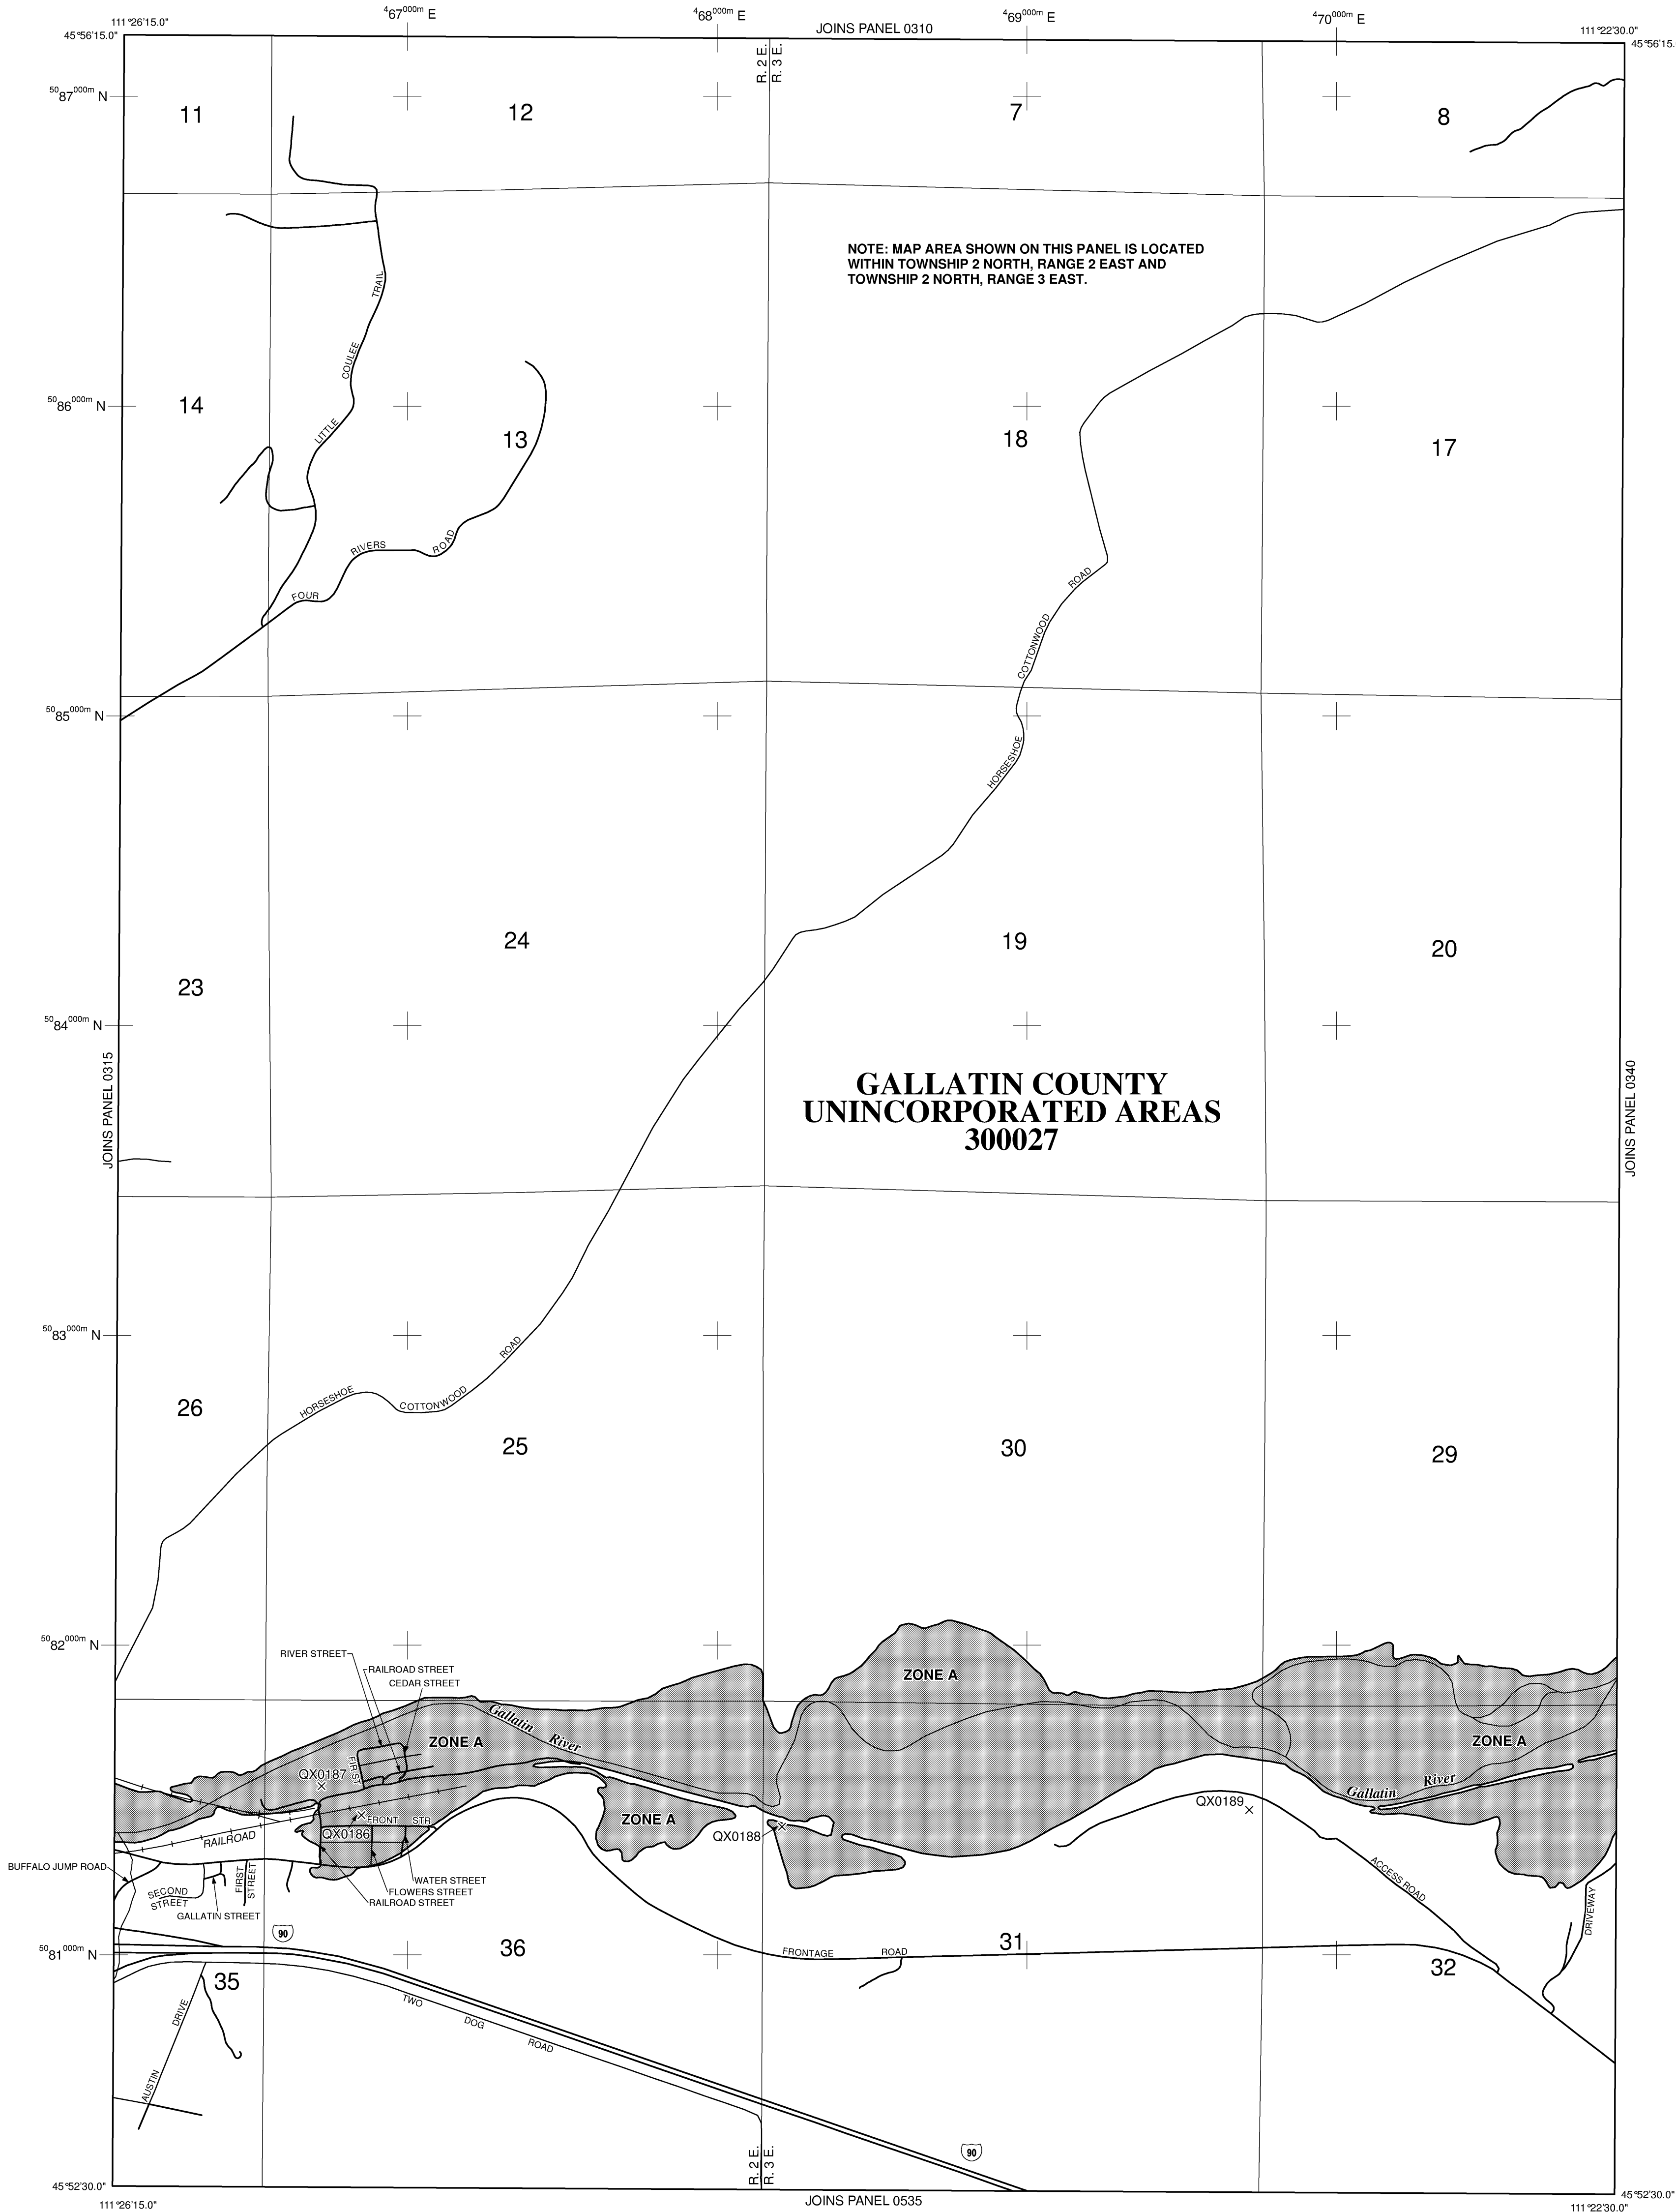 467000m E
468000m E
469000m E
470000m E
111°26'15.0"
JOINS PANEL 0310
111°22'30.0"
45°56'15.0"
45°56'15.
R. 2 E.
R. 3 E.
5087000m N
11
12
7
8
NOTE: MAP AREA SHOWN ON THIS PANEL IS LOCATED
WITHIN TOWNSHIP 2 NORTH, RANGE 2 EAST AND
TOWNSHIP 2 NORTH, RANGE 3 EAST.
LITTLE COULEE TRAIL
5086000m N
14
13
18
17
FOUR RIVERS ROAD
HORSESHOE COTTONWOOD ROAD
5085000m N
24
19
20
23
5084000m N
JOINS PANEL 0315
JOINS PANEL 0340
GALLATIN COUNTY
UNINCORPORATED AREAS
300027
5083000m N
HORSESHOE COTTONWOOD ROAD
26
25
30
29
5082000m N
RIVER STREET
RAILROAD STREET
CEDAR STREET
ZONE A
Gallatin River
ZONE A
ZONE A
FIRST
QX0187
Gallatin River
QX0189
ZONE A
FRONT STR
QX0186
QX0188
RAILROAD
BUFFALO JUMP ROAD
SECOND STREET
FIRST STREET
GALLATIN STREET
WATER STREET
FLOWERS STREET
RAILROAD STREET
ACCESS ROAD
DRIVEWAY
90
5081000m N
36
31
32
FRONTAGE ROAD
35
TWO DOG ROAD
AUSTIN DRIVE
90
R. 2 E.
R. 3 E.
45°52'30.0"
45°52'30.0"
111°26'15.0"
JOINS PANEL 0535
111°22'30.0"